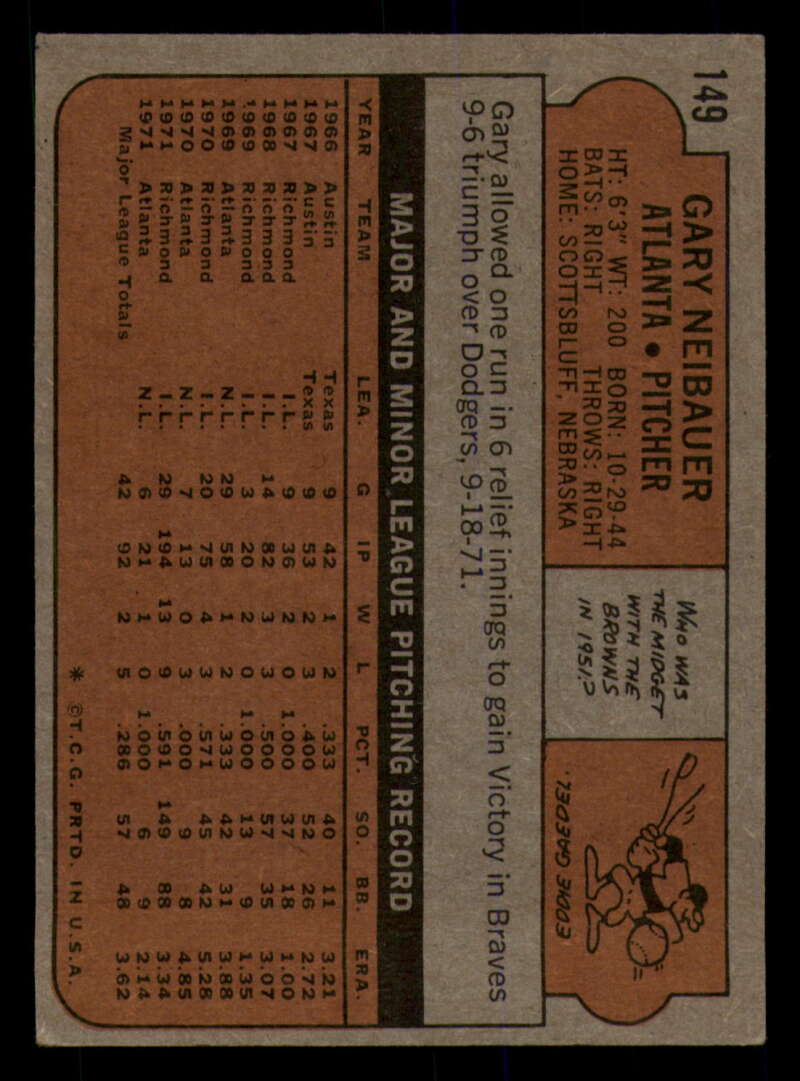 149
GARY NEIBAUER
ATLANTA • PITCHER
HT: 6'3" WT: 200 BORN: 10-29-44
BATS: RIGHT THROWS: RIGHT
HOME: SCOTTSBLUFF, NEBRASKA
WHO WAS
THE MIDGET
WITH THE
BROWNS
IN 1951?
EDDIE GAEDEL.
Gary allowed one run in 6 relief innings to gain Victory in Braves
9-6 triumph over Dodgers, 9-18-71.
MAJOR AND MINOR LEAGUE PITCHING RECORD
YEAR TEAM LEA. G IP W L PCT. SO. BB. ERA.
1966 Austin Texas 9 42 1 2 .333 40 11 3.21
1967 Austin Texas 9 53 2 3 .400 52 26 2.72
1967 Richmond I.L. 9 36 2 0 1.000 37 18 1.00
1968 Richmond I.L. 14 82 3 3 .500 57 35 3.07
1969 Richmond I.L. 3 20 2 0 1.000 13 9 1.35
1969 Atlanta N.L. 29 58 1 2 .333 42 31 3.88
1970 Richmond I.L. 20 75 4 3 .571 45 42 5.28
1970 Atlanta N.L. 7 13 0 3 .000 9 8 4.85
1971 Richmond I.L. 29 194 13 9 .591 149 88 3.34
1971 Atlanta N.L. 6 21 1 0 1.000 6 9 2.14
Major League Totals 42 92 2 5 .286 57 48 3.62
* ©T.C.G. PRTD. IN U.S.A.